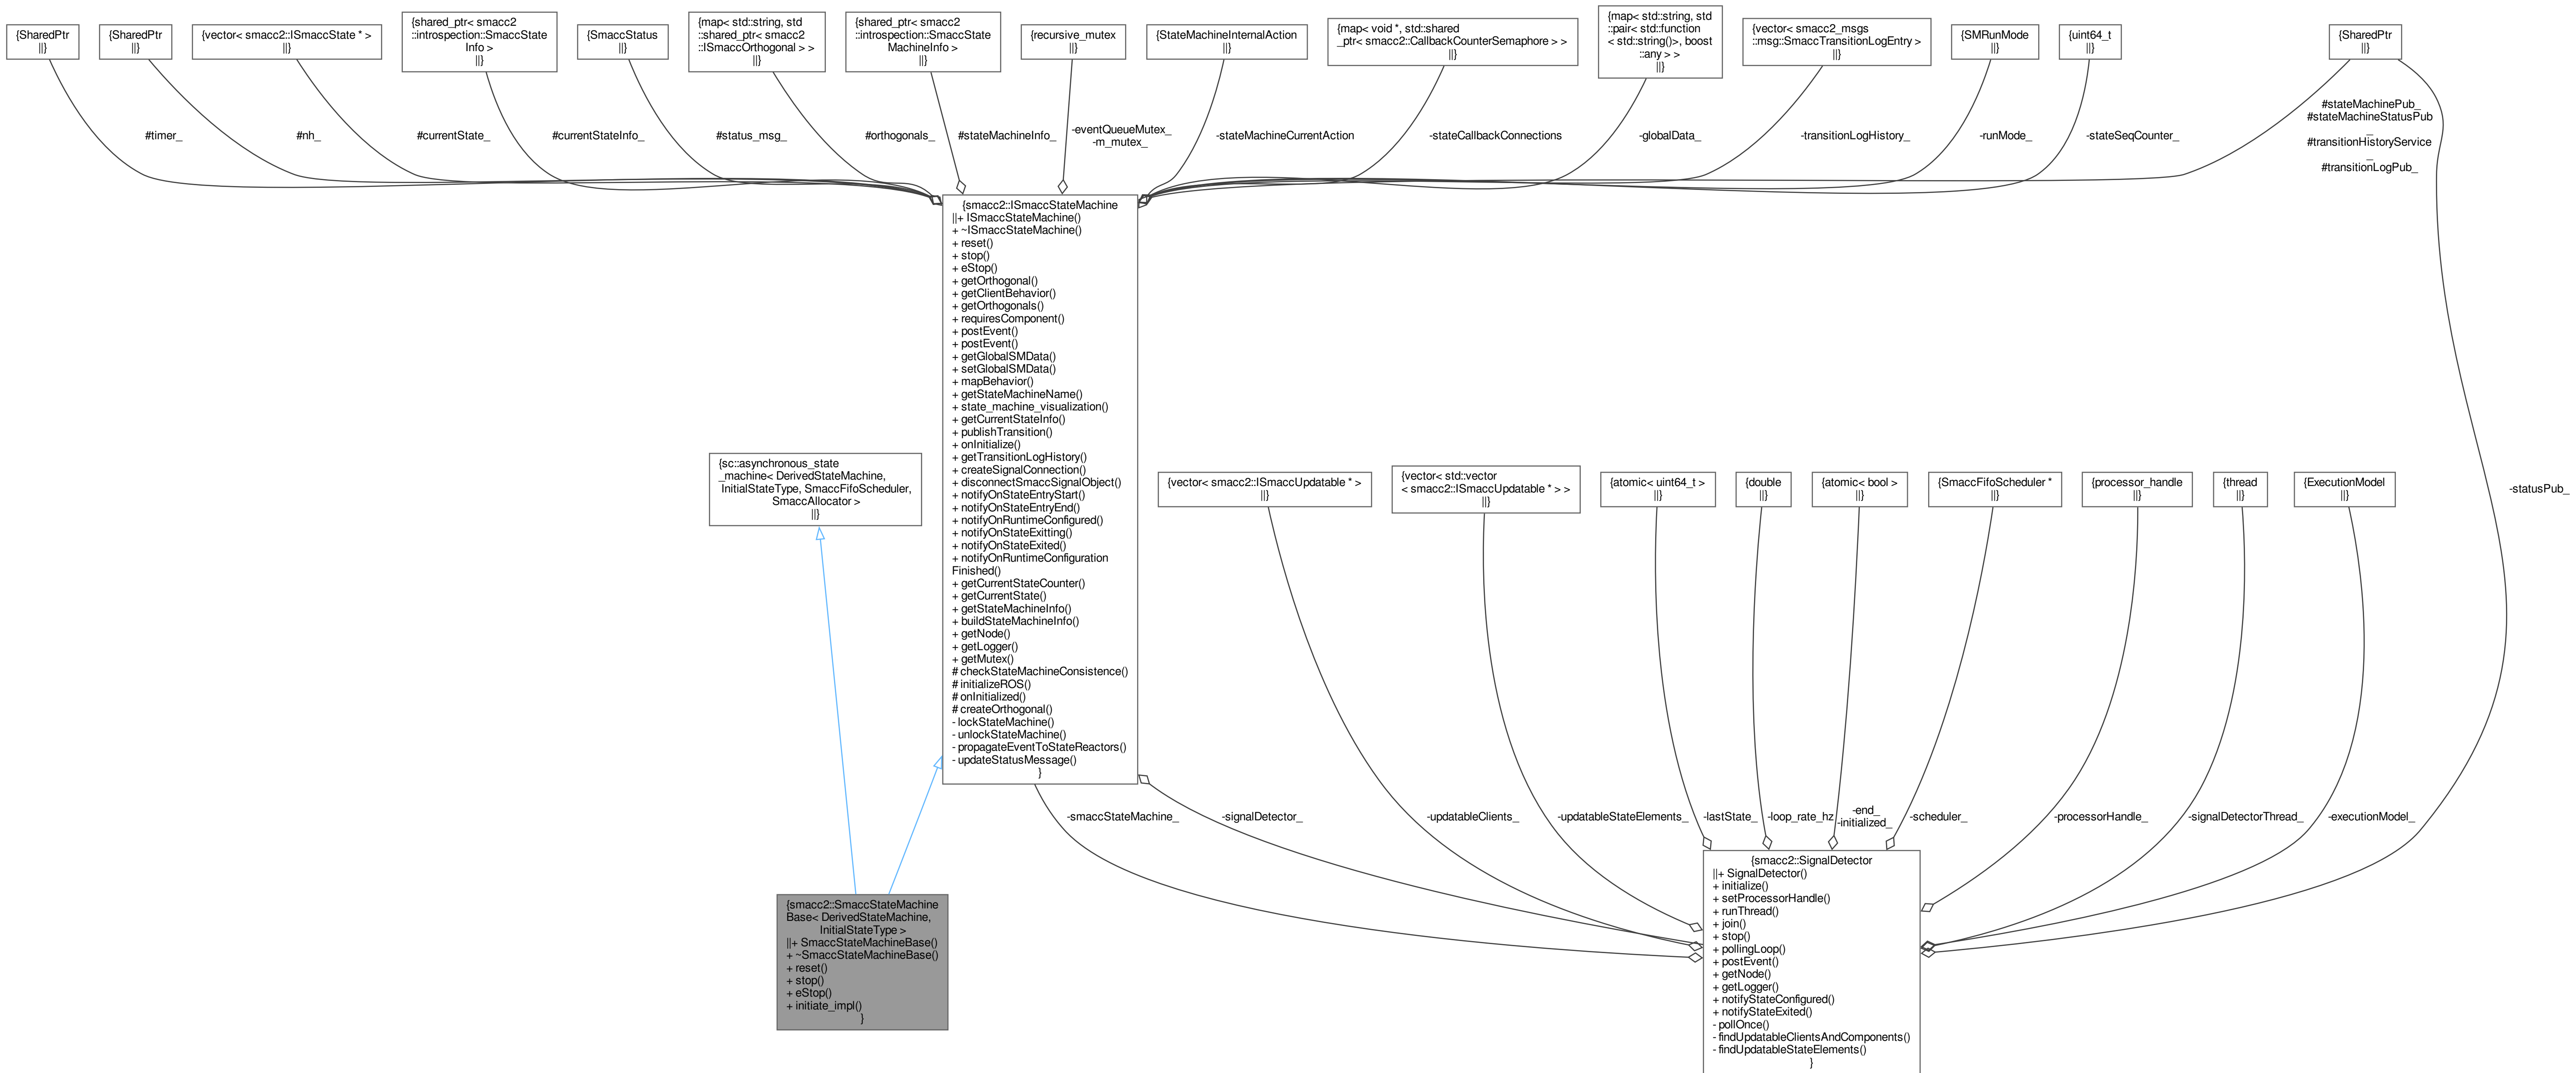 {SharedPtr
||}
{SharedPtr
||}
{vector< smacc2::ISmaccState * >
||}
{shared_ptr< smacc2
::introspection::SmaccState
Info >
||}
{SmaccStatus
||}
{map< std::string, std
::shared_ptr< smacc2
::ISmaccOrthogonal > >
||}
{shared_ptr< smacc2
::introspection::SmaccState
MachineInfo >
||}
{recursive_mutex
||}
{StateMachineInternalAction
||}
{map< void *, std::shared
_ptr< smacc2::CallbackCounterSemaphore > >
||}
{map< std::string, std
::pair< std::function
< std::string()>, boost
::any > >
||}
{vector< smacc2_msgs
::msg::SmaccTransitionLogEntry >
||}
{SMRunMode
||}
{uint64_t
||}
{SharedPtr
||}
#timer_
#nh_
#currentState_
#currentStateInfo_
#status_msg_
#orthogonals_
#stateMachineInfo_
-eventQueueMutex_
-m_mutex_
-stateMachineCurrentAction
-stateCallbackConnections
-globalData_
-transitionLogHistory_
-runMode_
-stateSeqCounter_
#stateMachinePub_
#stateMachineStatusPub
_
#transitionHistoryService
_
#transitionLogPub_
{smacc2::ISmaccStateMachine
||+ ISmaccStateMachine()
+ ~ISmaccStateMachine()
+ reset()
+ stop()
+ eStop()
+ getOrthogonal()
+ getClientBehavior()
+ getOrthogonals()
+ requiresComponent()
+ postEvent()
+ postEvent()
+ getGlobalSMData()
+ setGlobalSMData()
+ mapBehavior()
+ getStateMachineName()
+ state_machine_visualization()
+ getCurrentStateInfo()
+ publishTransition()
+ onInitialize()
+ getTransitionLogHistory()
+ createSignalConnection()
+ disconnectSmaccSignalObject()
+ notifyOnStateEntryStart()
+ notifyOnStateEntryEnd()
+ notifyOnRuntimeConfigured()
+ notifyOnStateExitting()
+ notifyOnStateExited()
+ notifyOnRuntimeConfiguration
Finished()
+ getCurrentStateCounter()
+ getCurrentState()
+ getStateMachineInfo()
+ buildStateMachineInfo()
+ getNode()
+ getLogger()
+ getMutex()
# checkStateMachineConsistence()
# initializeROS()
# onInitialized()
# createOrthogonal()
- lockStateMachine()
- unlockStateMachine()
- propagateEventToStateReactors()
- updateStatusMessage()
}
{sc::asynchronous_state
_machine< DerivedStateMachine,
InitialStateType, SmaccFifoScheduler,
SmaccAllocator >
||}
{vector< smacc2::ISmaccUpdatable * >
||}
{vector< std::vector
< smacc2::ISmaccUpdatable * > >
||}
{atomic< uint64_t >
||}
{double
||}
{atomic< bool >
||}
{SmaccFifoScheduler *
||}
{processor_handle
||}
{thread
||}
{ExecutionModel
||}
-statusPub_
-smaccStateMachine_
-signalDetector_
-updatableClients_
-updatableStateElements_
-lastState_
-loop_rate_hz
-end_
-initialized_
-scheduler_
-processorHandle_
-signalDetectorThread_
-executionModel_
{smacc2::SmaccStateMachine
Base< DerivedStateMachine,
InitialStateType >
||+ SmaccStateMachineBase()
+ ~SmaccStateMachineBase()
+ reset()
+ stop()
+ eStop()
+ initiate_impl()
}
{smacc2::SignalDetector
||+ SignalDetector()
+ initialize()
+ setProcessorHandle()
+ runThread()
+ join()
+ stop()
+ pollingLoop()
+ postEvent()
+ getNode()
+ getLogger()
+ notifyStateConfigured()
+ notifyStateExited()
- pollOnce()
- findUpdatableClientsAndComponents()
- findUpdatableStateElements()
}